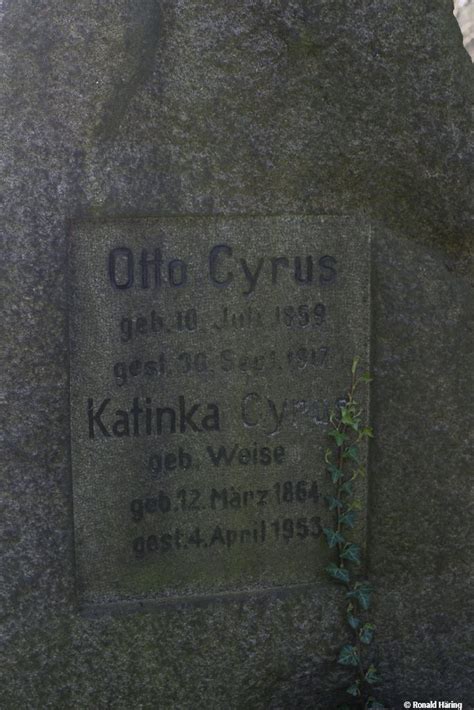 Otto Cyrus
geb. 10. Juli 1859
gest. 30. Sept. 1917
Katinka Cyrus
geb. Weise
geb. 12. März 1864
gest. 4. April 1953
© Ronald Häring